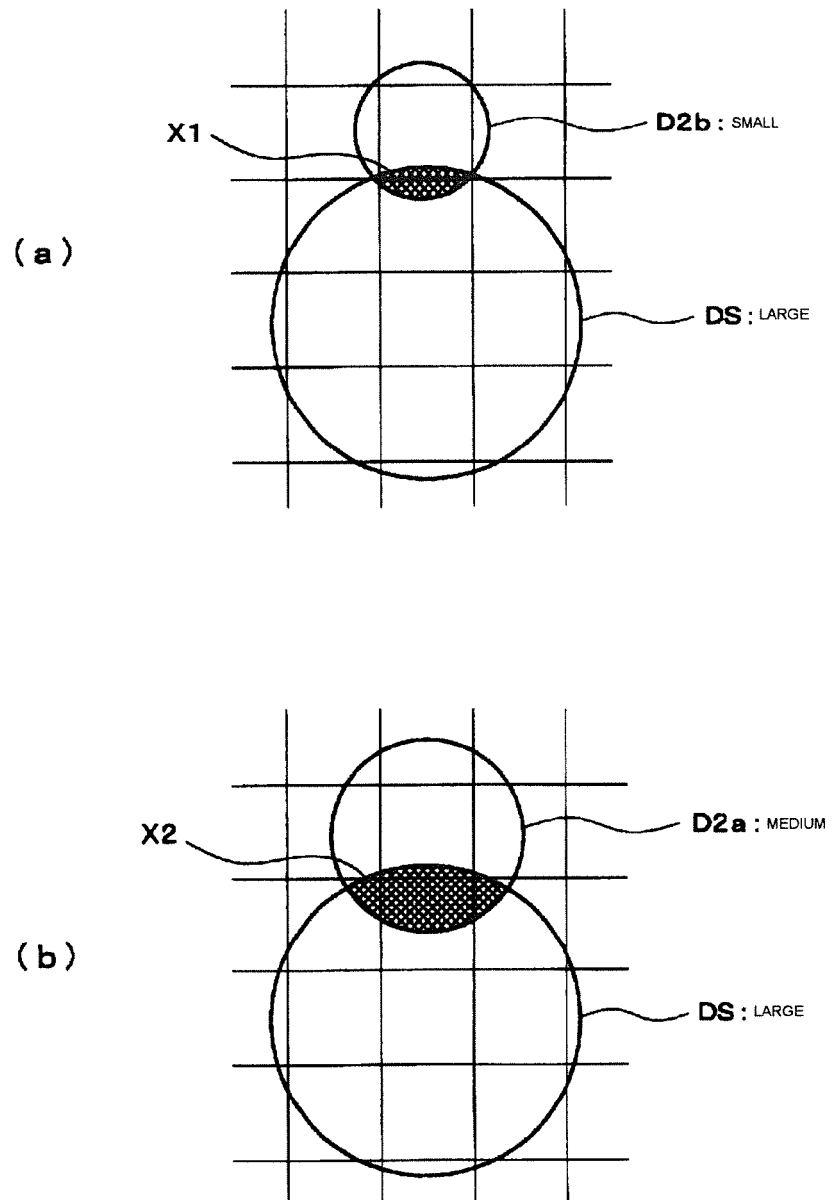 D2b : SMALL
X1
(a)
DS : LARGE
D2a : MEDIUM
X2
(b)
DS : LARGE